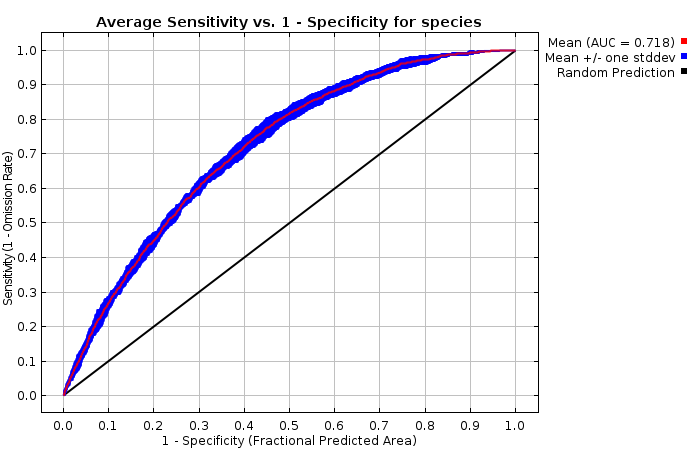 Average Sensitivity vs. 1 - Specificity for species
Mean (AUC = 0.718)
Mean +/- one stddev
Random Prediction
Sensitivity (1 - Omission Rate)
1.0
0.9
0.8
0.7
0.6
0.5
0.4
0.3
0.2
0.1
0.0
0.0 0.1 0.2 0.3 0.4 0.5 0.6 0.7 0.8 0.9 1.0
1 - Specificity (Fractional Predicted Area)